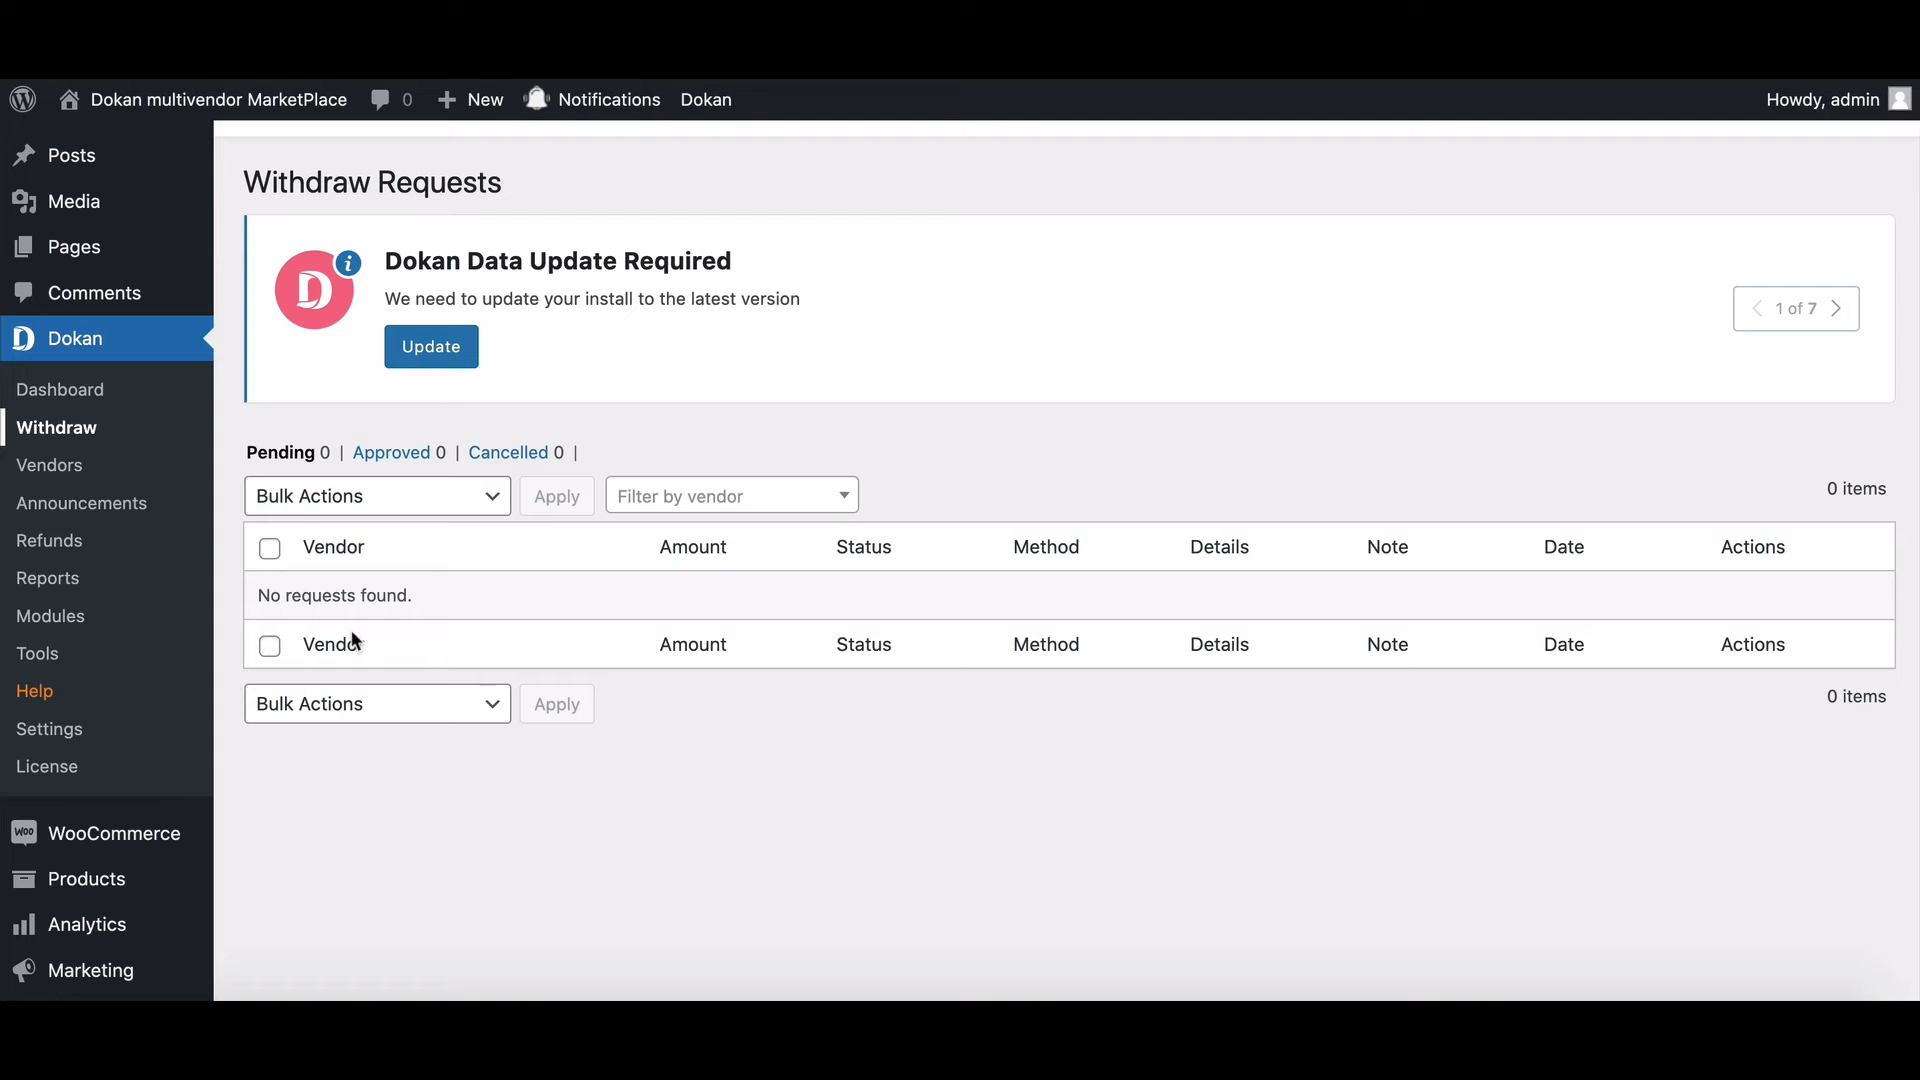 Dokan multivendor MarketPlace 0 New Notifications Dokan Howdy, admin
Posts
Media
Pages
Comments
Dokan
Dashboard
Withdraw
Vendors
Announcements
Refunds
Reports
Modules
Tools
Help
Settings
License
WooCommerce
Products
Analytics
Marketing
Withdraw Requests
Dokan Data Update Required
We need to update your install to the latest version
Update
1 of 7
Pending 0 | Approved 0 | Cancelled 0 |
Bulk Actions Apply Filter by vendor 0 items
Vendor Amount Status Method Details Note Date Actions
No requests found.
Vendor Amount Status Method Details Note Date Actions
Bulk Actions Apply 0 items